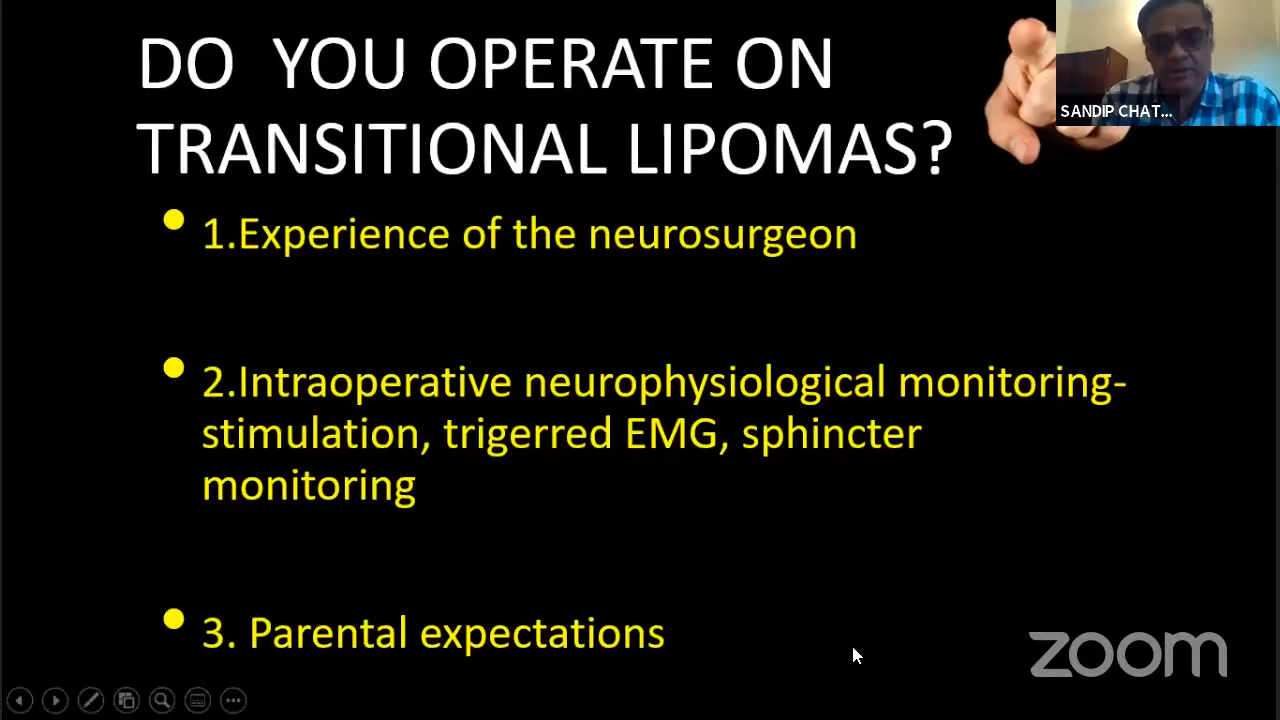 DO YOU OPERATE ON
TRANSITIONAL LIPOMAS?
SANDIP CHAT...
• 1.Experience of the neurosurgeon
• 2.Intraoperative neurophysiological monitoring-
stimulation, trigerred EMG, sphincter
monitoring
• 3. Parental expectations
zoom